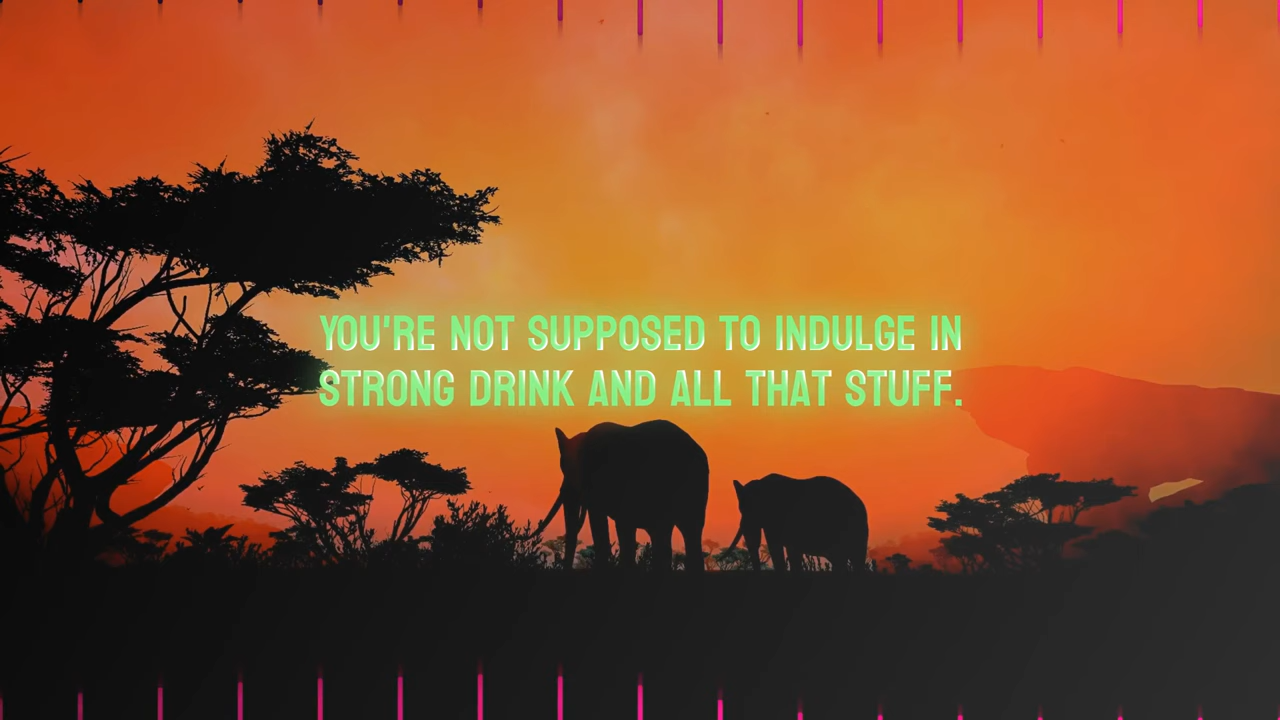 YOU'RE NOT SUPPOSED TO INDULGE IN
STRONG DRINK AND ALL THAT STUFF.